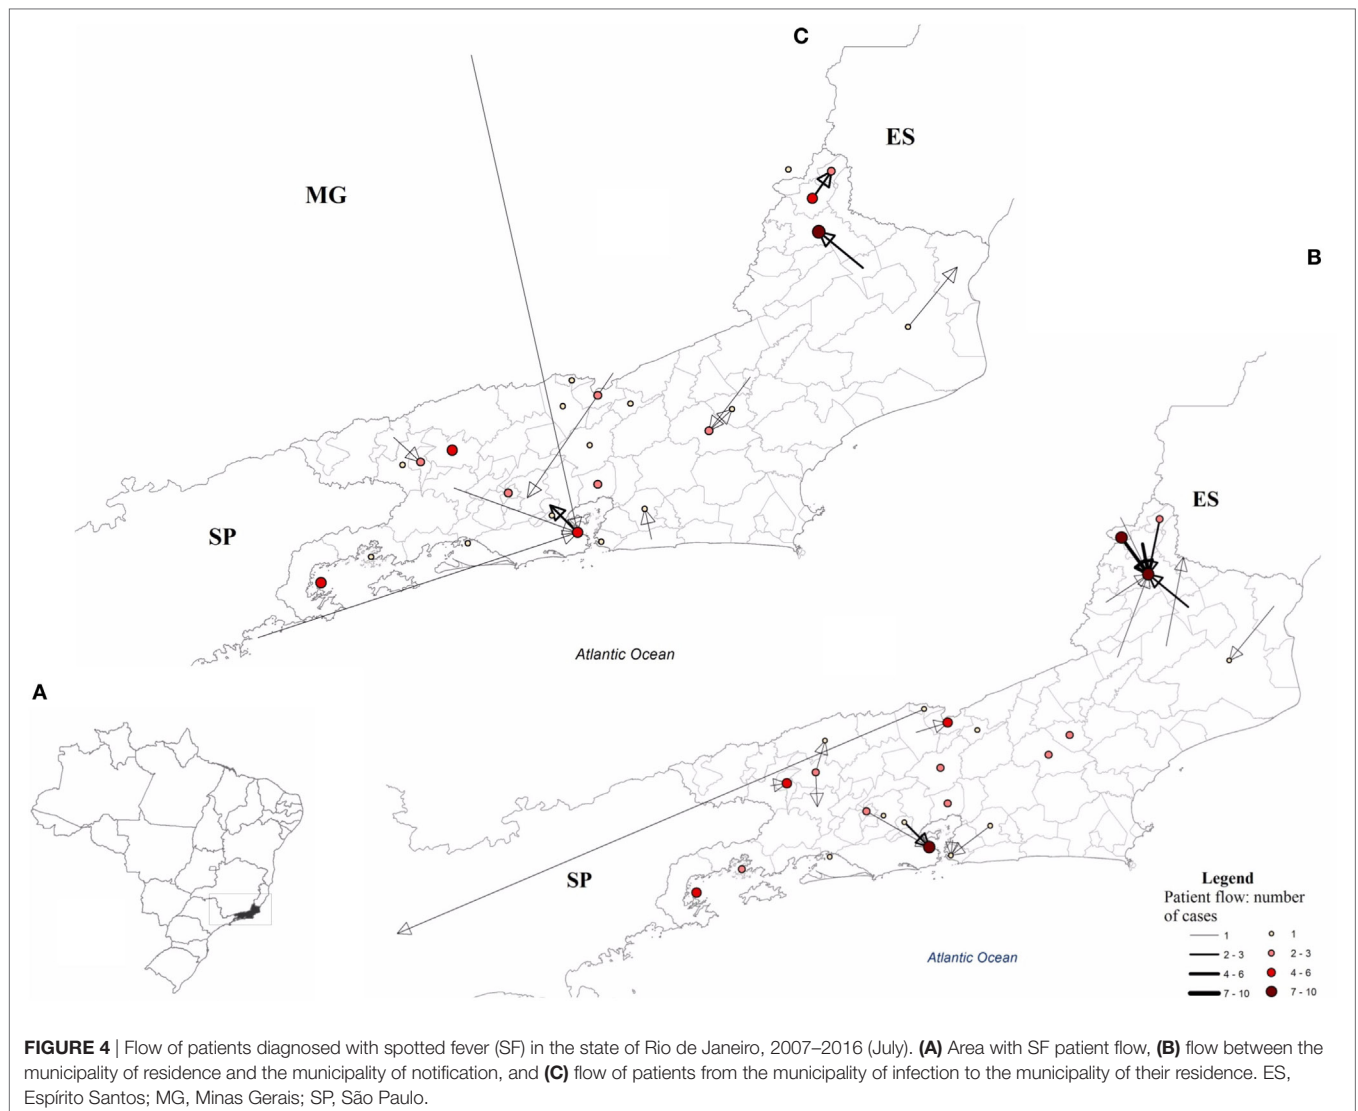 C
ES
MG
B
SP
Atlantic Ocean
ES
A
SP
Atlantic Ocean
Legend
Patient flow: number
of cases
1 1
2 - 3 2 - 3
4 - 6 4 - 6
7 - 10 7 - 10
FIGURE 4 | Flow of patients diagnosed with spotted fever (SF) in the state of Rio de Janeiro, 2007–2016 (July). (A) Area with SF patient flow, (B) flow between the
municipality of residence and the municipality of notification, and (C) flow of patients from the municipality of infection to the municipality of their residence. ES,
Espírito Santos; MG, Minas Gerais; SP, São Paulo.